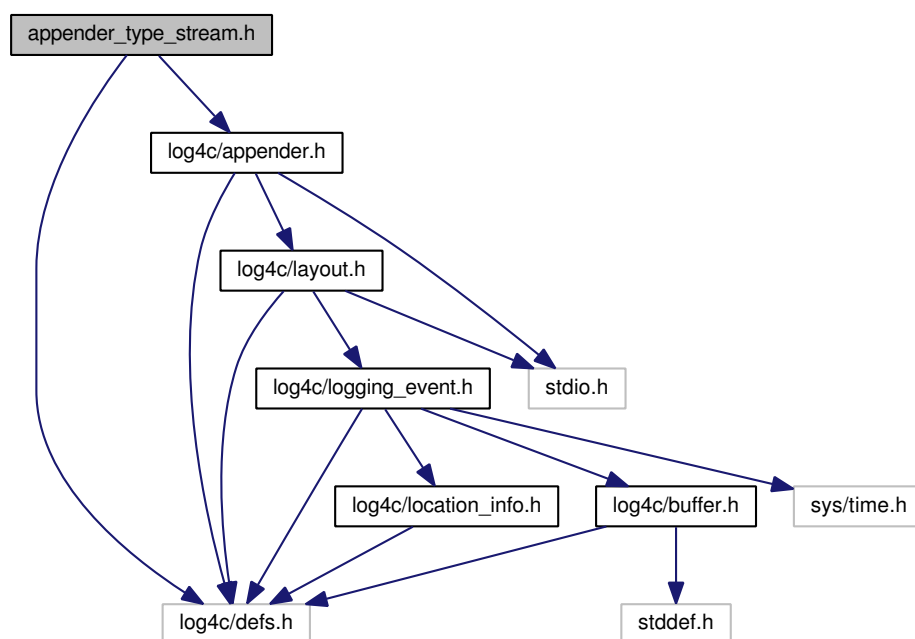 appender_type_stream.h
log4c/appender.h
log4c/layout.h
log4c/logging_event.h
stdio.h
log4c/location_info.h
log4c/buffer.h
sys/time.h
log4c/defs.h
stddef.h